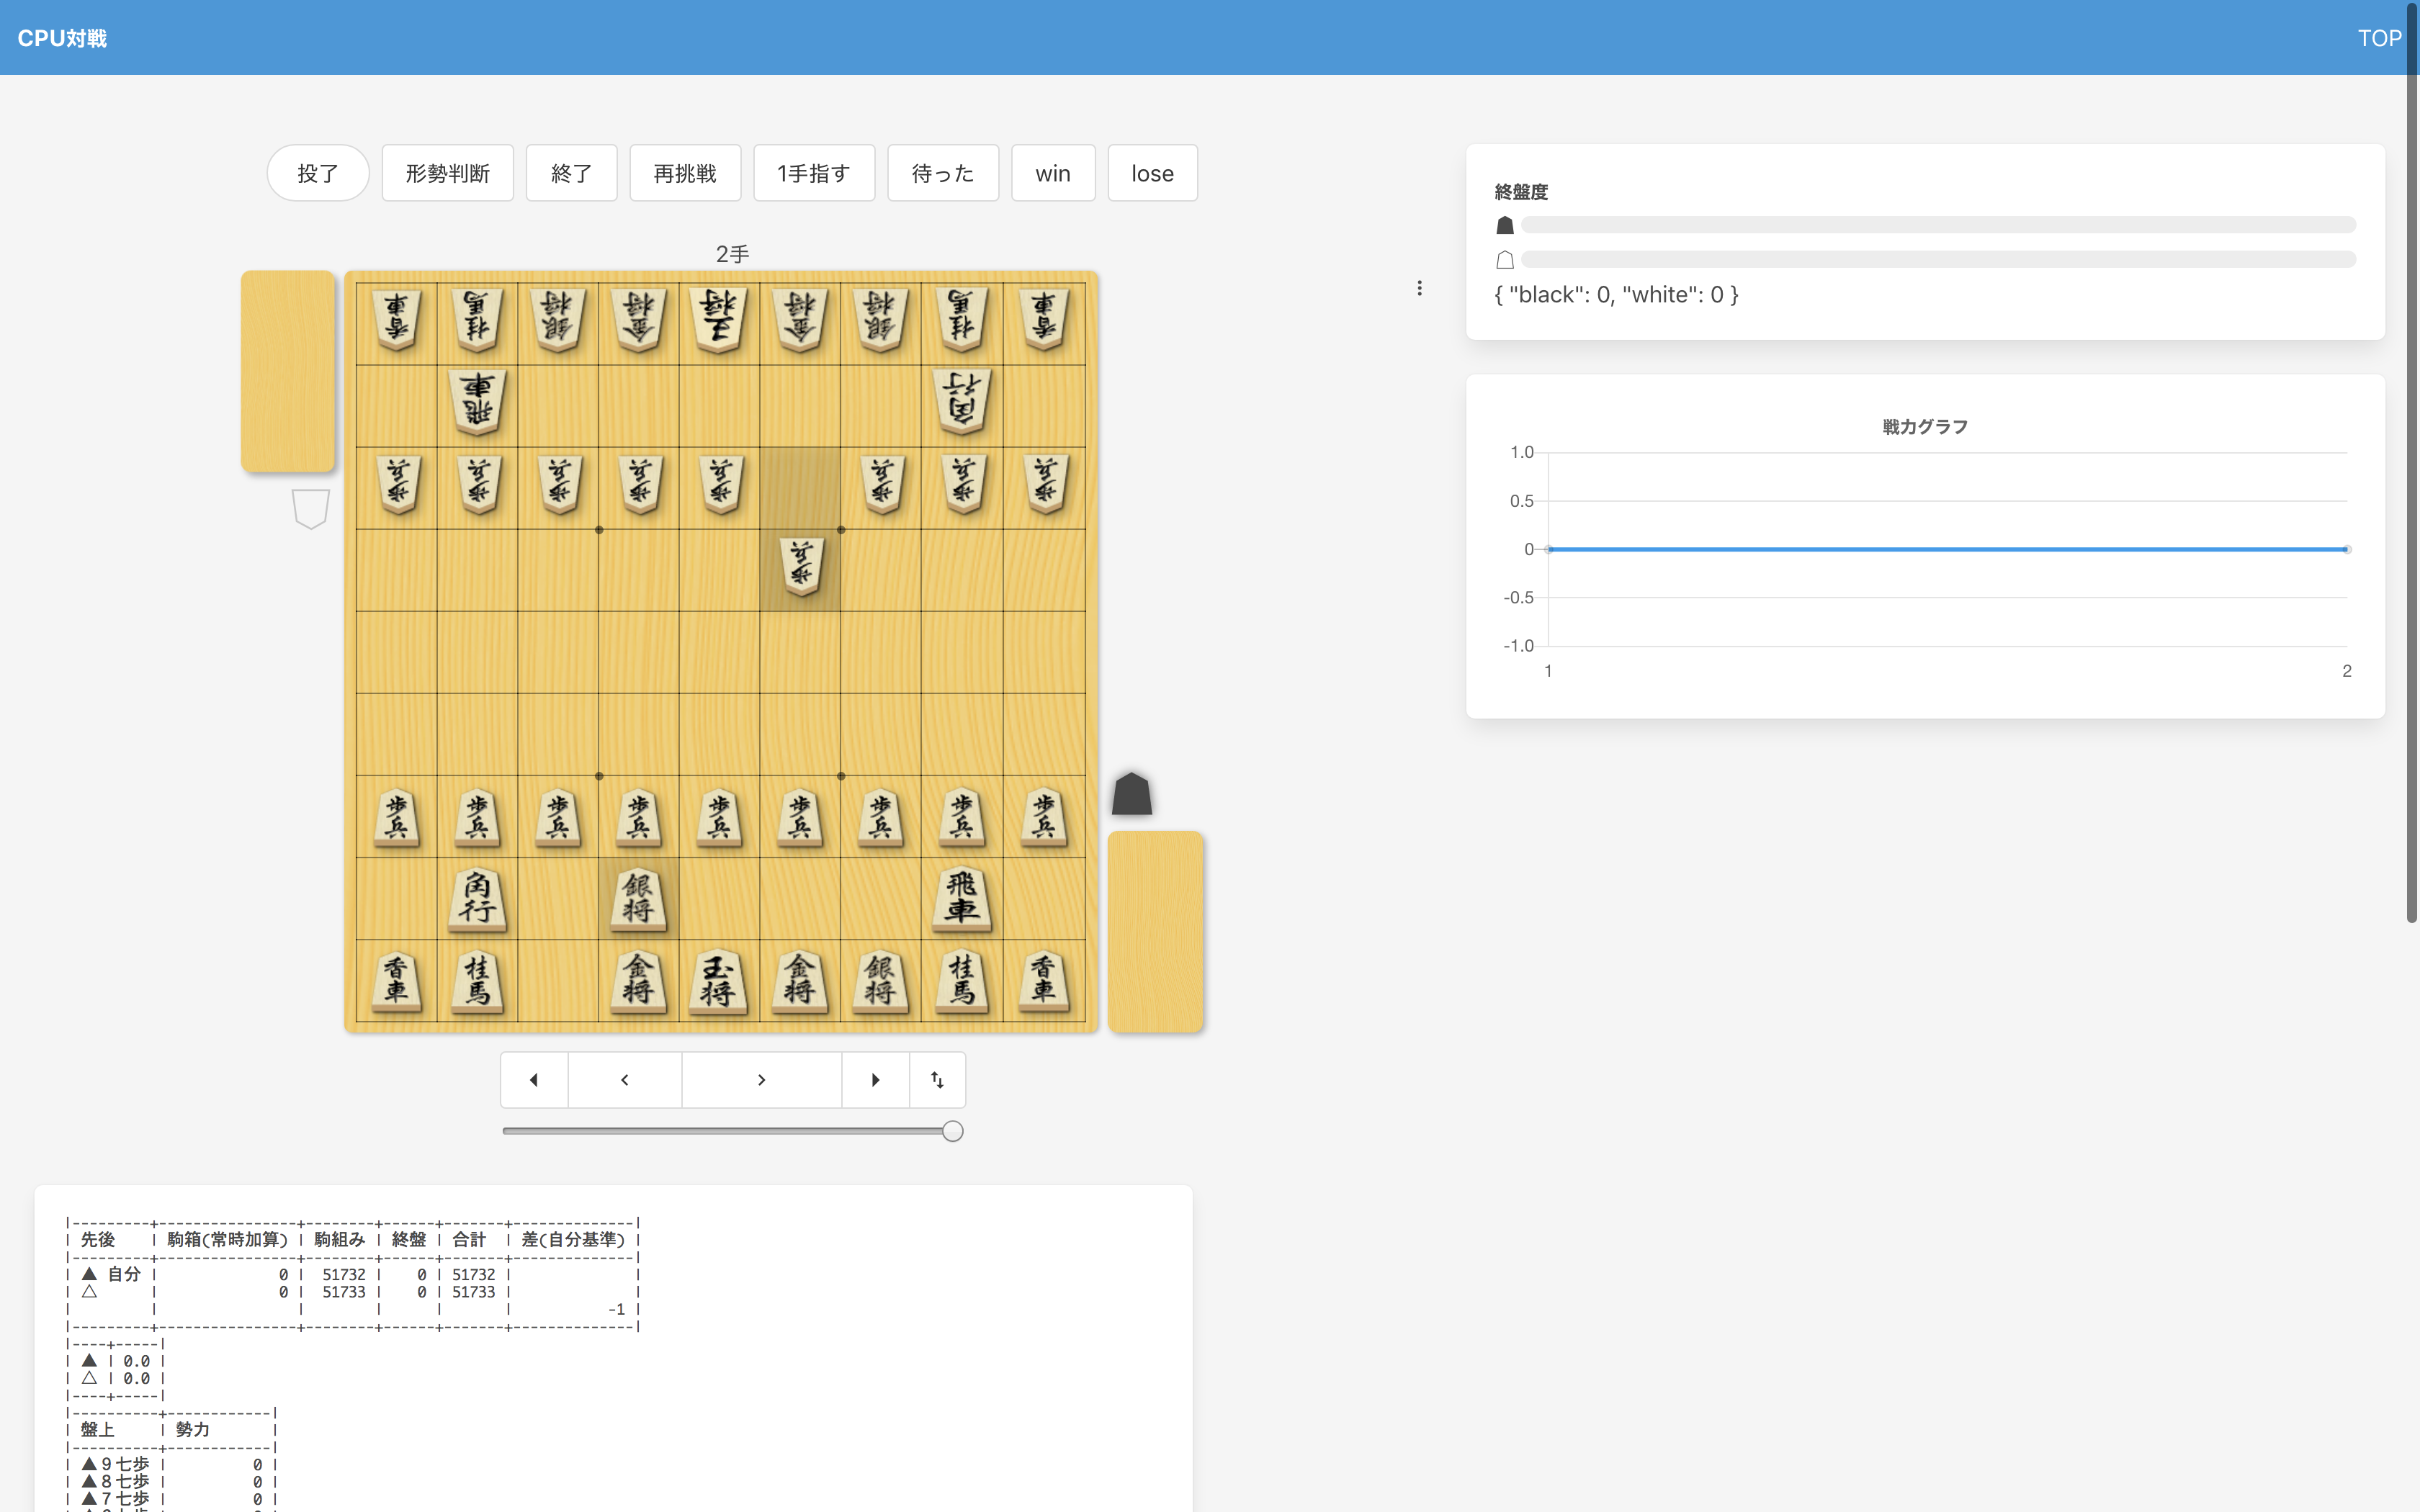 CPU対戦
TOP
投了 形勢判断 終了 再挑戦 1手指す 待った win lose
2手
香車 桂馬 銀将 金将 王将 金将 銀将 桂馬 香車
飛車 角行
歩兵 歩兵 歩兵 歩兵 歩兵 歩兵 歩兵 歩兵
歩兵
歩兵 歩兵 歩兵 歩兵 歩兵 歩兵 歩兵 歩兵 歩兵
角行 銀将 飛車
香車 桂馬 金将 玉将 金将 銀将 桂馬 香車
終盤度
{ "black": 0, "white": 0 }
戦力グラフ
1.0
0.5
0
-0.5
-1.0
1 2
|---------+----------------+--------+------+-------+--------------|
| 先後 | 駒箱(常時加算) | 駒組み | 終盤 | 合計 | 差(自分基準) |
|---------+----------------+--------+------+-------+--------------|
| ▲ 自分 | 0 | 51732 | 0 | 51732 | |
| △ | 0 | 51733 | 0 | 51733 | |
| | | | | | -1 |
|---------+----------------+--------+------+-------+--------------|
|----+-----|
| ▲ | 0.0 |
| △ | 0.0 |
|----+-----|
|----------+------------|
| 盤上 | 勢力 |
|----------+------------|
| ▲9七歩 | 0 |
| ▲8七歩 | 0 |
| ▲7七歩 | 0 |